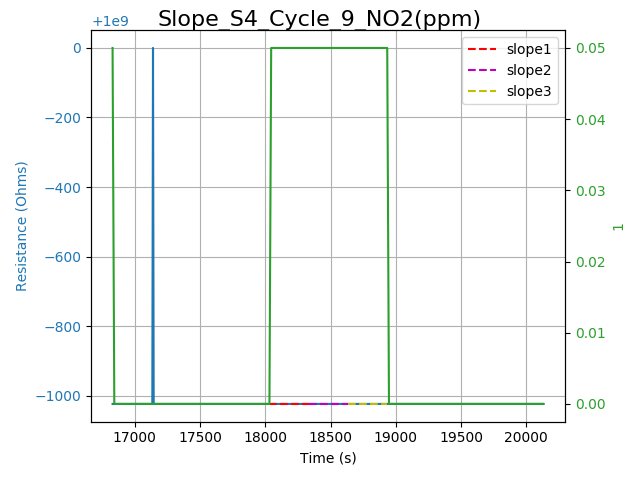 Slope_S4_Cycle_9_NO2(ppm)
+1e9
slope1
slope2
slope3
0
−200
−400
−600
−800
−1000
Resistance (Ohms)
0.05
0.04
0.03
0.02
0.01
0.00
1
17000 17500 18000 18500 19000 19500 20000
Time (s)